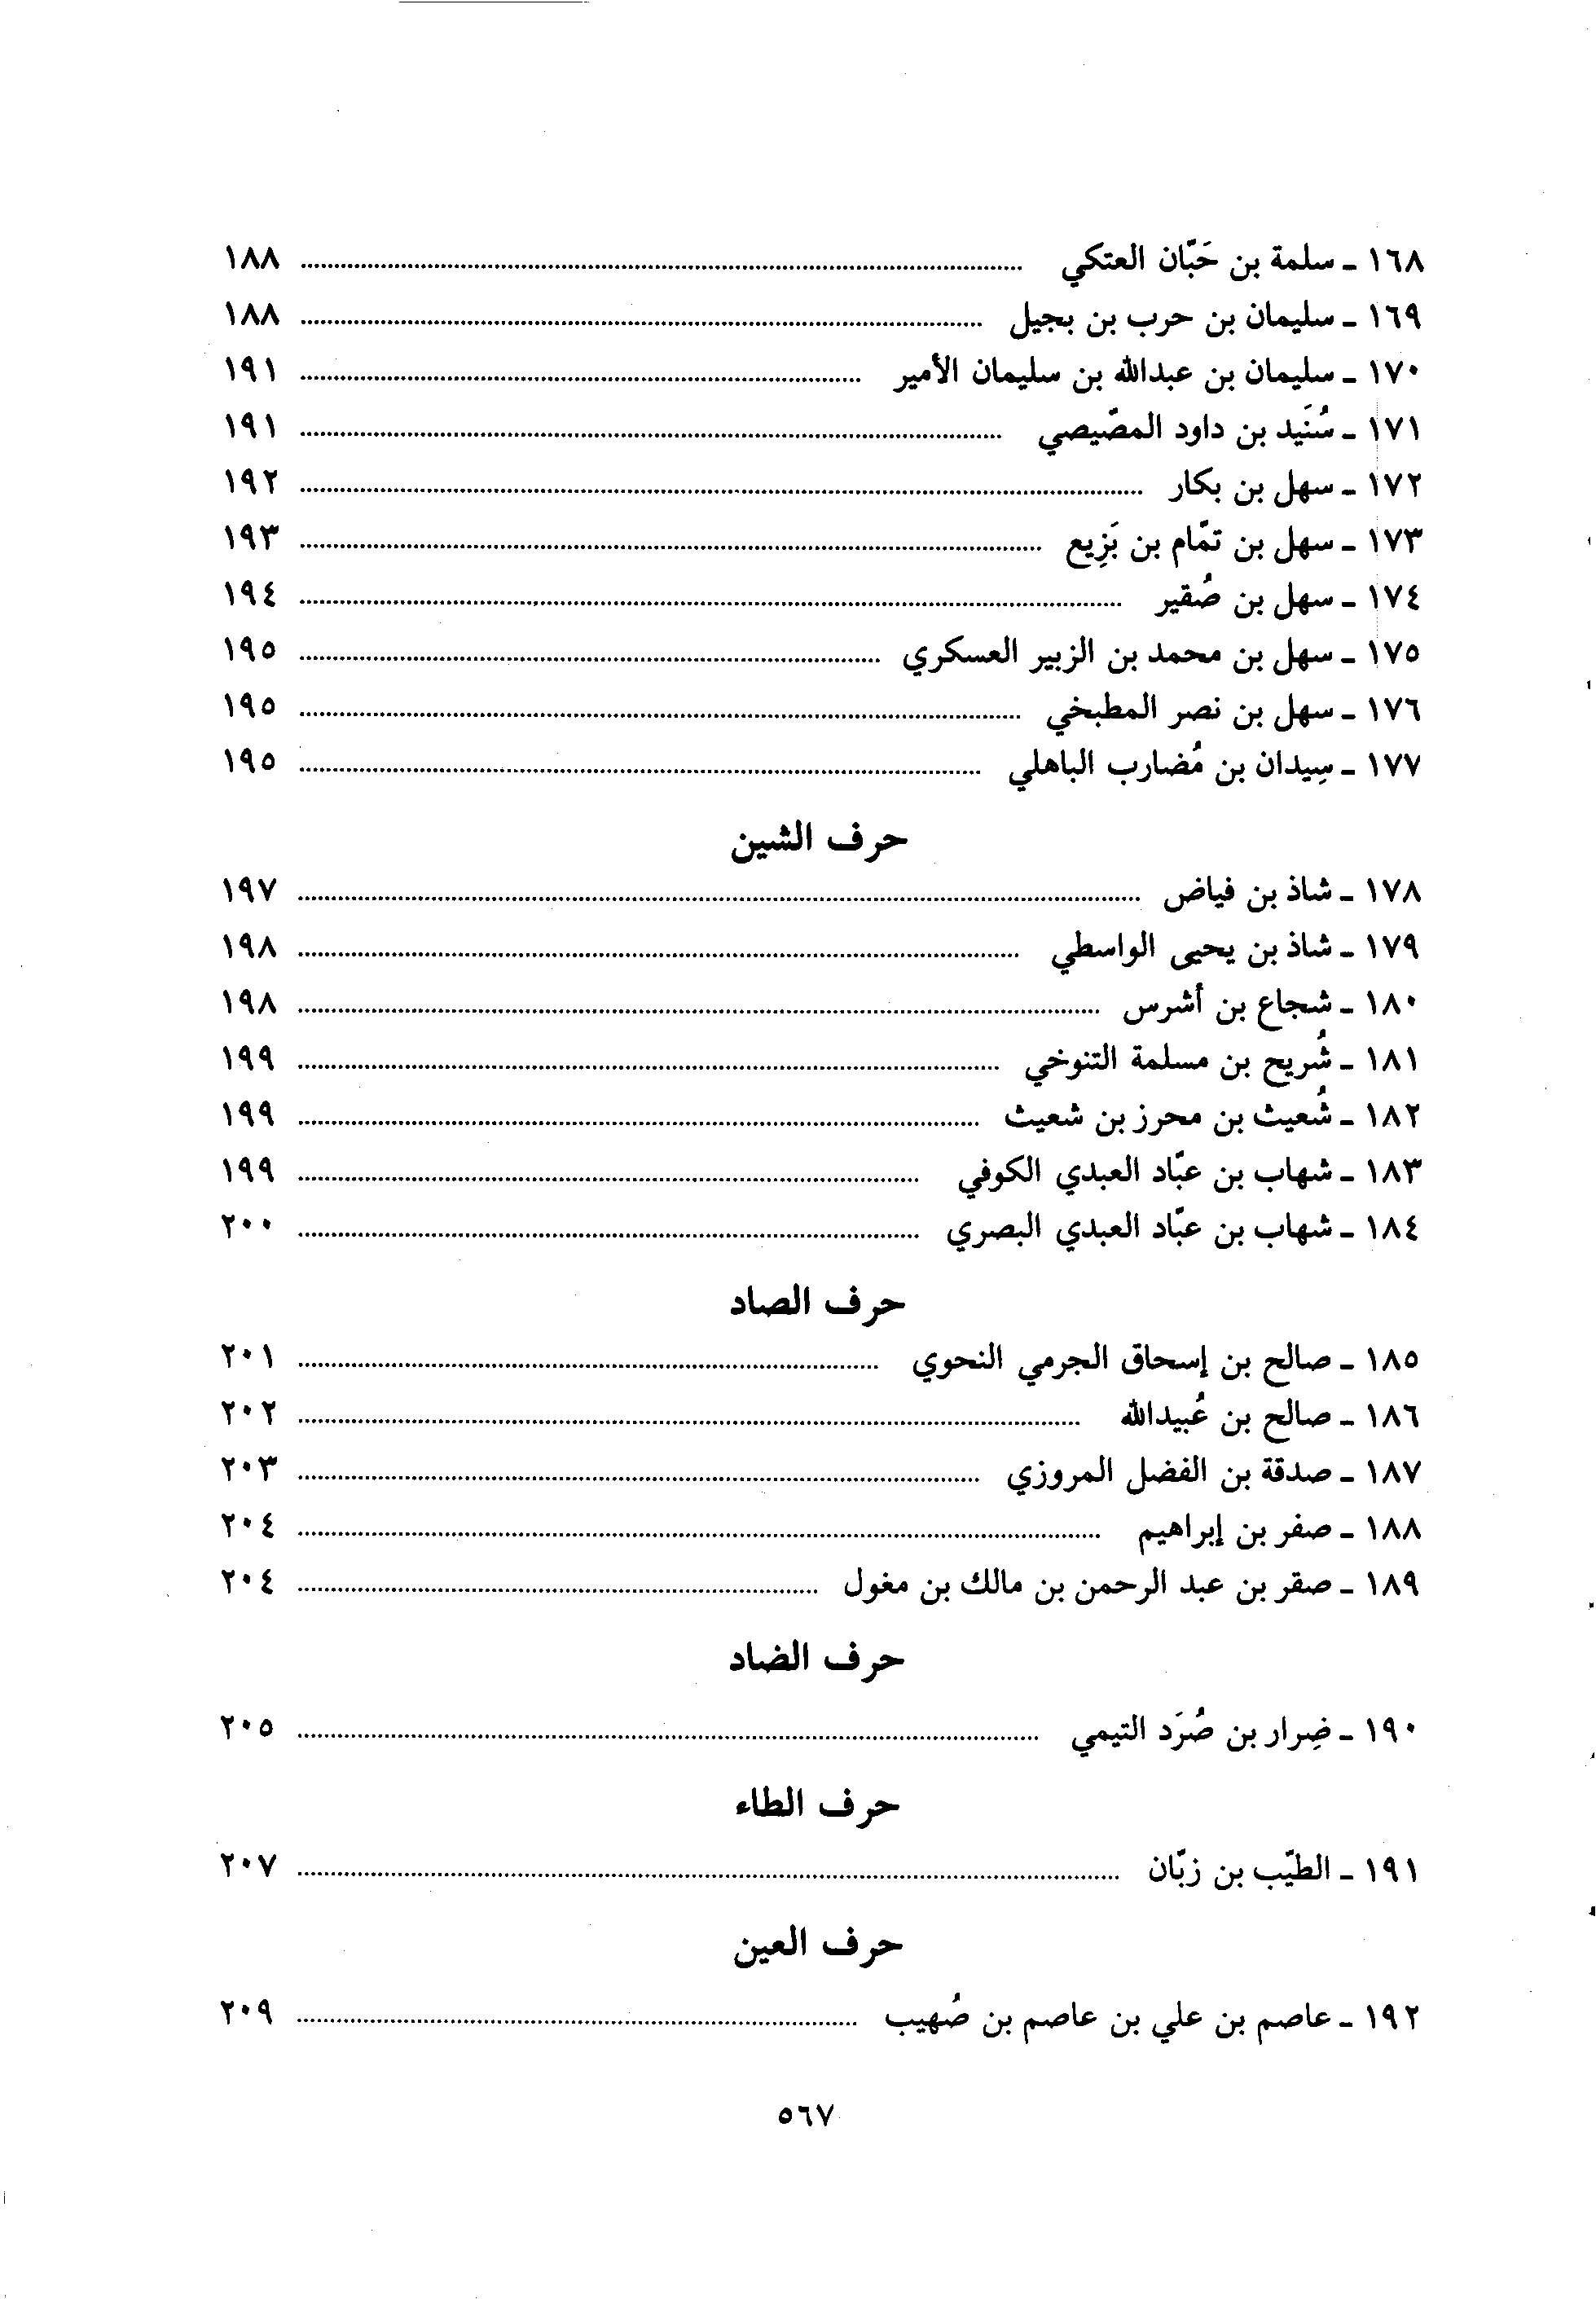 ١٦٨ ـ سلمة بن حَبّان العتكي ........................ ١٨٨
١٦٩ ـ سليمان بن حرب بن بجيل ........................ ١٨٨
١٧٠ ـ سليمان بن عبدالله بن سليمان الأمير ........................ ١٩١
١٧١ ـ سُنَيد بن داود المصّيصي ........................ ١٩١
١٧٢ ـ سهل بن بكار ........................ ١٩٢
١٧٣ ـ سهل بن تمّام بن بَزِيع ........................ ١٩٣
١٧٤ ـ سهل بن صُقير ........................ ١٩٤
١٧٥ ـ سهل بن محمد بن الزبير العسكري ........................ ١٩٥
١٧٦ ـ سهل بن نصر المطبخي ........................ ١٩٥
١٧٧ ـ سِيدان بن مُضارب الباهلي ........................ ١٩٥
حرف الشين
١٧٨ ـ شاذ بن فياض ........................ ١٩٧
١٧٩ ـ شاذ بن يحيى الواسطي ........................ ١٩٨
١٨٠ ـ شجاع بن أشرس ........................ ١٩٨
١٨١ ـ شُريح بن مسلمة التنوخي ........................ ١٩٩
١٨٢ ـ شُعيث بن محرز بن شعيث ........................ ١٩٩
١٨٣ ـ شهاب بن عبّاد العبدي الكوفي ........................ ١٩٩
١٨٤ ـ شهاب بن عبّاد العبدي البصري ........................ ٢٠٠
حرف الصاد
١٨٥ ـ صالح بن إسحاق الجرمي النحوي ........................ ٢٠١
١٨٦ ـ صالح بن عُبيدالله ........................ ٢٠٢
١٨٧ ـ صدقة بن الفضل المروزي ........................ ٢٠٣
١٨٨ ـ صفر بن إبراهيم ........................ ٢٠٤
١٨٩ ـ صقر بن عبد الرحمن بن مالك بن مغول ........................ ٢٠٤
حرف الضاد
١٩٠ ـ ضِرار بن صُرَد التيمي ........................ ٢٠٥
حرف الطاء
١٩١ ـ الطيّب بن زبّان ........................ ٢٠٧
حرف العين
١٩٢ ـ عاصم بن علي بن عاصم بن صُهيب ........................ ٢٠٩
٥٦٧